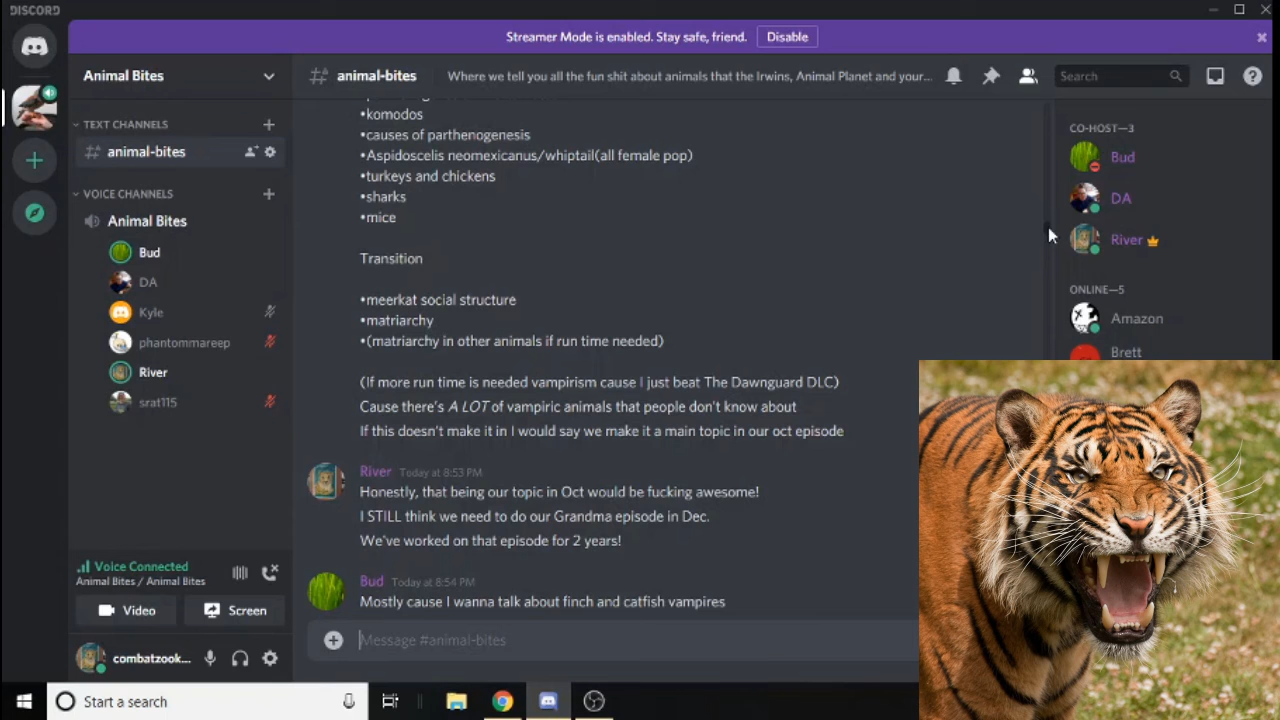 DISCORD
Streamer Mode is enabled. Stay safe, friend.
Disable
Animal Bites
animal-bites
Where we tell you all the fun shit about animals that the Irwins, Animal Planet and your...
Search
TEXT CHANNELS
animal-bites
VOICE CHANNELS
Animal Bites
Bud
DA
Kyle
phantommareep
River
srat115
•komodos
•causes of parthenogenesis
•Aspidoscelis neomexicanus/whiptail(all female pop)
•turkeys and chickens
•sharks
•mice
Transition
•meerkat social structure
•matriarchy
•(matriarchy in other animals if run time needed)
(If more run time is needed vampirism cause I just beat The Dawnguard DLC)
Cause there's A LOT of vampiric animals that people don't know about
If this doesn't make it in I would say we make it a main topic in our oct episode
River Today at 8:53 PM
Honestly, that being our topic in Oct would be fucking awesome!
I STILL think we need to do our Grandma episode in Dec.
We've worked on that episode for 2 years!
Bud Today at 8:54 PM
Mostly cause I wanna talk about finch and catfish vampires
Message #animal-bites
CO-HOST—3
Bud
DA
River
ONLINE—5
Amazon
Brett
Voice Connected
Animal Bites / Animal Bites
Video
Screen
combatzook...
Start a search